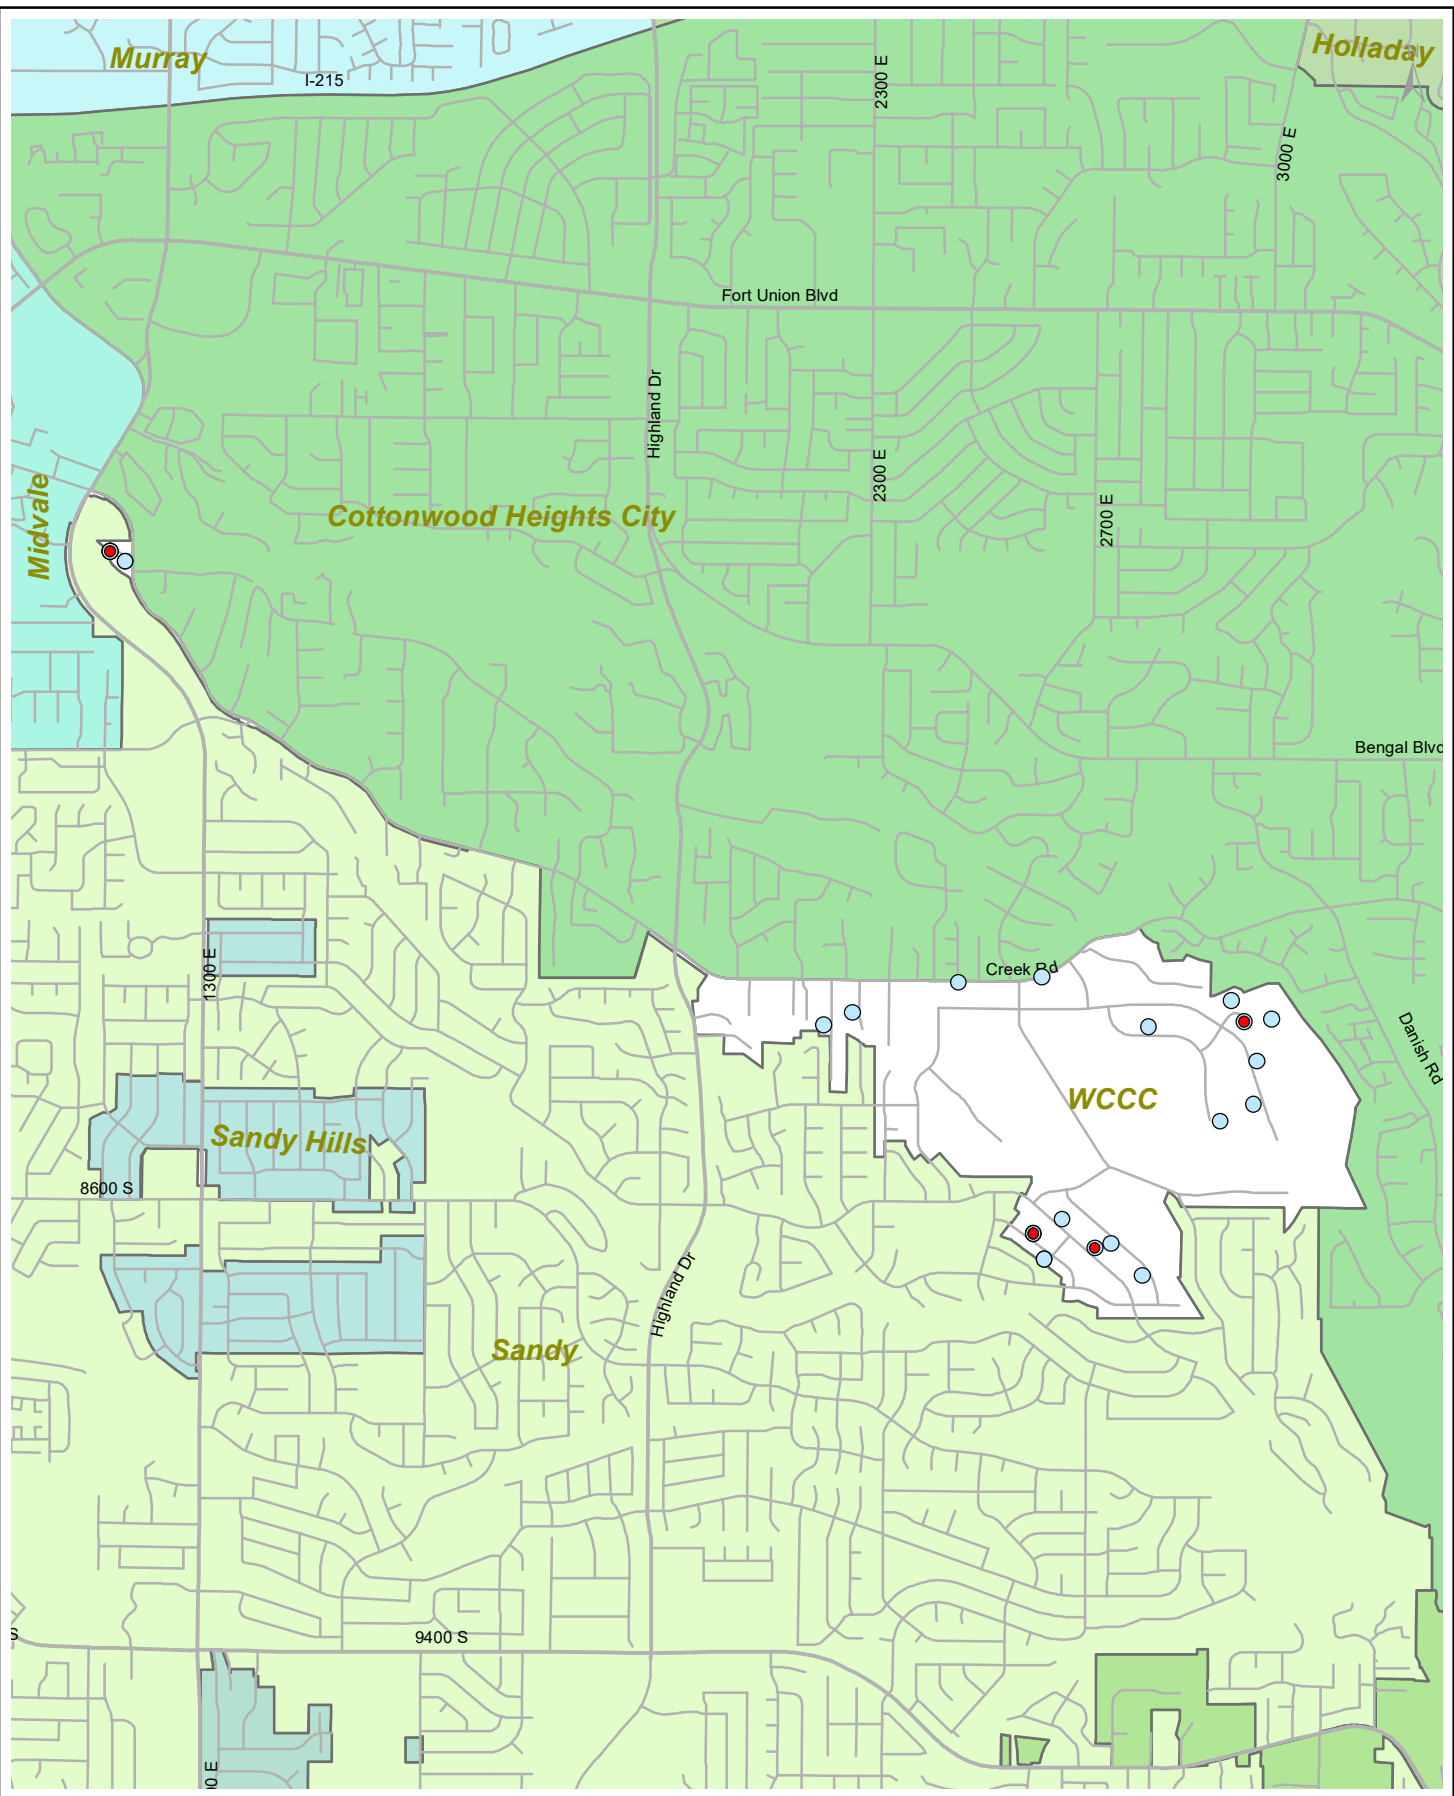 Murray
Holladay
I-215
2300 E
3000 E
Fort Union Blvd
Highland Dr
2300 E
Midvale
Cottonwood Heights City
2700 E
Bengal Blvd
1300 E
Creek Rd
Danish Rd
WCCC
Sandy Hills
8600 S
Highland Dr
Sandy
S
9400 S
0 E